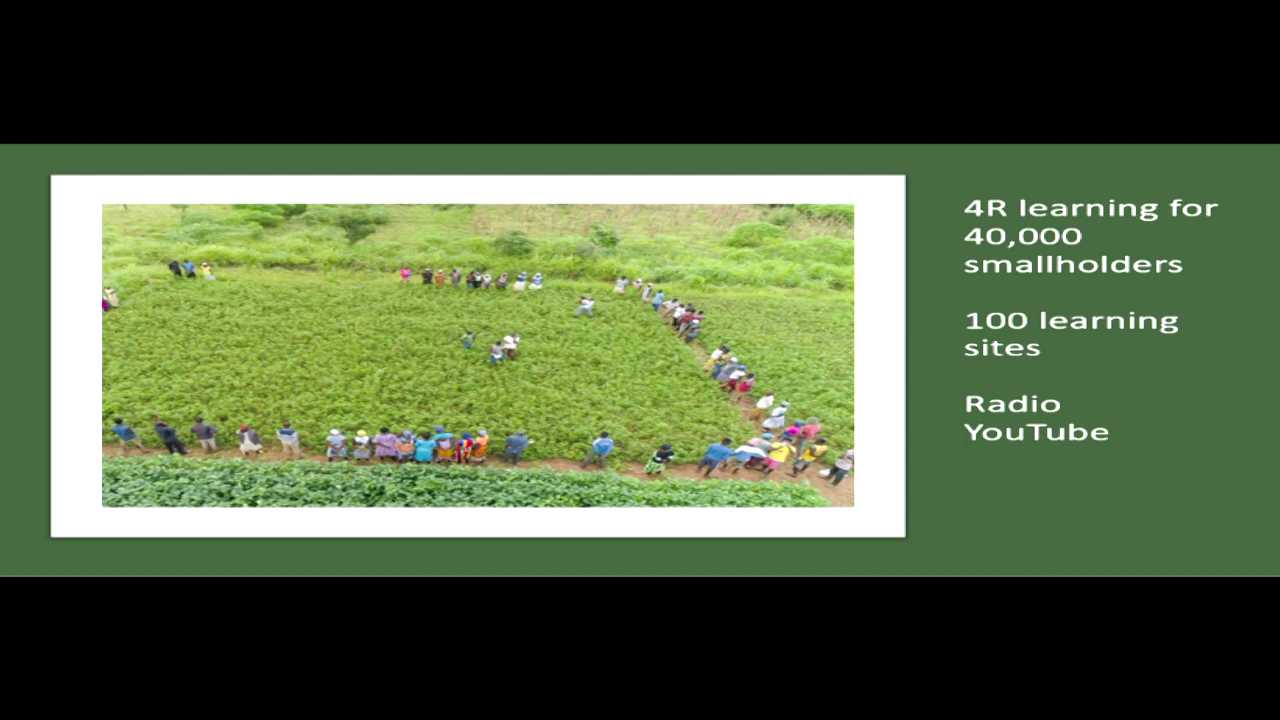 4R learning for
40,000
smallholders
100 learning
sites
Radio
YouTube